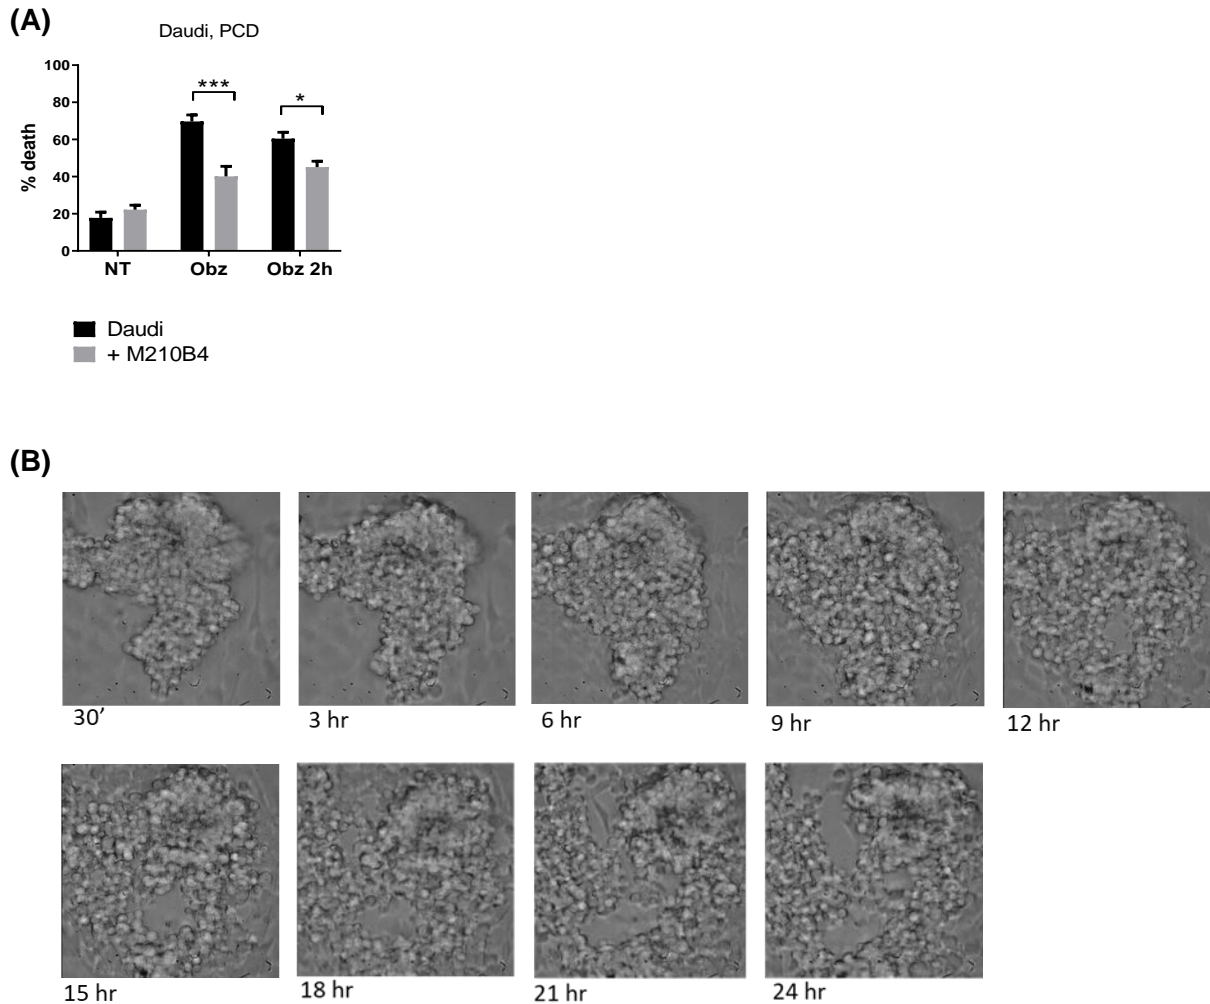 (A)
Daudi, PCD
% death
100
80
60
40
20
0
***
*
NT Obz Obz 2h
Daudi
+ M210B4
(B)
30’ 3 hr 6 hr 9 hr 12 hr
15 hr 18 hr 21 hr 24 hr